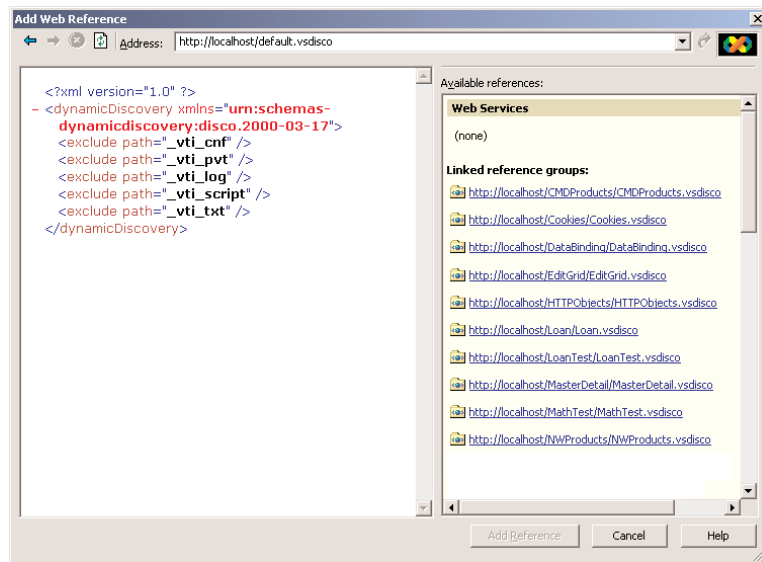 Add Web Reference
Address: http://localhost/default.vsdisco
<?xml version="1.0" ?>
- <dynamicDiscovery xmlns="urn:schemas-
dynamicdiscovery:disco.2000-03-17">
<exclude path="_vti_cnf" />
<exclude path="_vti_pvt" />
<exclude path="_vti_log" />
<exclude path="_vti_script" />
<exclude path="_vti_txt" />
</dynamicDiscovery>
Available references:
Web Services
(none)
Linked reference groups:
http://localhost/CMDProducts/CMDProducts.vsdisco
http://localhost/Cookies/Cookies.vsdisco
http://localhost/DataBinding/DataBinding.vsdisco
http://localhost/EditGrid/EditGrid.vsdisco
http://localhost/HTTPObjects/HTTPObjects.vsdisco
http://localhost/Loan/Loan.vsdisco
http://localhost/LoanTest/LoanTest.vsdisco
http://localhost/MasterDetail/MasterDetail.vsdisco
http://localhost/MathTest/MathTest.vsdisco
http://localhost/NWProducts/NWProducts.vsdisco
Add Reference Cancel Help